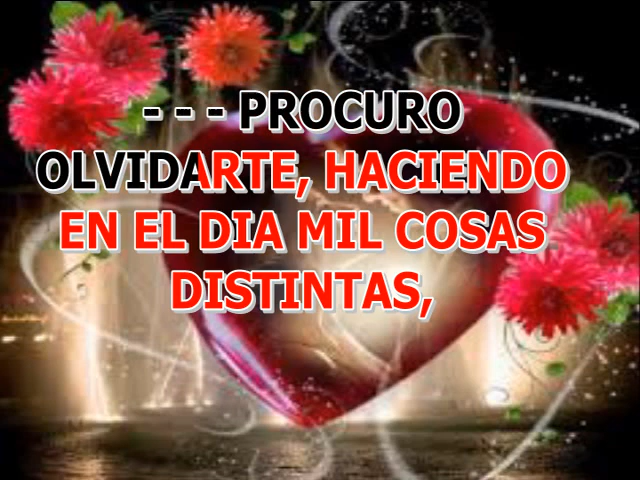 - - - PROCURO
OLVIDARTE, HACIENDO
EN EL DIA MIL COSAS
DISTINTAS,